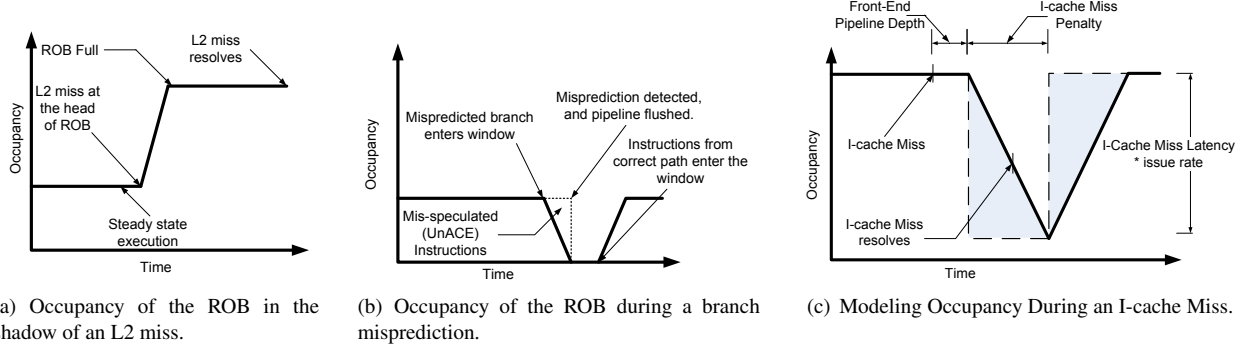 ROB Full
L2 miss
resolves
L2 miss at
the head
of ROB
Steady state
execution
Occupancy
Time
a) Occupancy of the ROB in the
hadow of an L2 miss.
Mispredicted branch
enters window
Misprediction detected,
and pipeline flushed.
Instructions from
correct path enter the
window
Mis-speculated
(UnACE)
Instructions
Occupancy
Time
(b) Occupancy of the ROB during a branch
misprediction.
Front-End
Pipeline Depth
I-cache Miss
Penalty
I-cache Miss
I-Cache Miss Latency
* issue rate
I-cache Miss
resolves
Occupancy
Time
(c) Modeling Occupancy During an I-cache Miss.